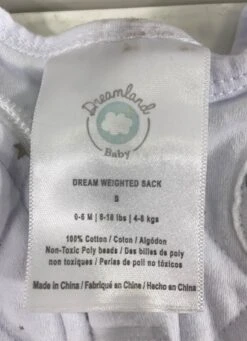 Dreamland
Baby
DREAM WEIGHTED SACK
S
0-6 M | 8-18 lbs | 4-8 kgs
100% Cotton / Coton / Algodon
Non-Toxic Poly beads / Des billes de poly
non toxiques / Perlas de poli no tóxicos
Made in China / Fabriqué en Chine / Hecho en China